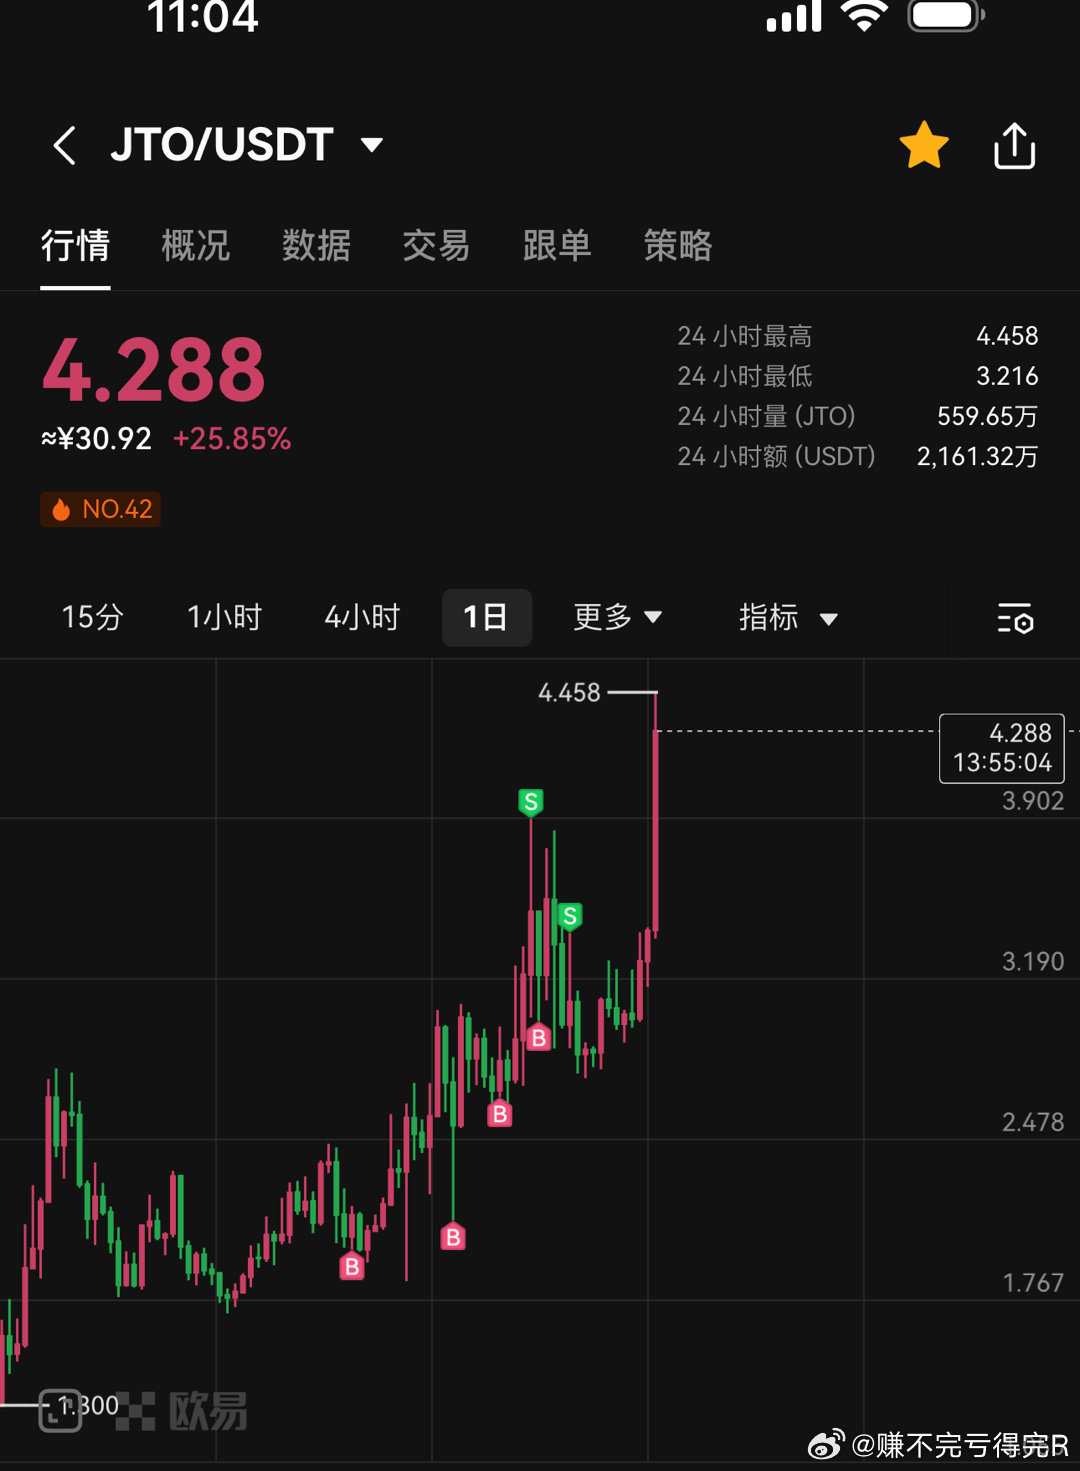 11:04
JTO/USDT
行情 概况 数据 交易 跟单 策略
4.288
≈¥30.92 +25.85%
NO.42
24 小时最高 4.458
24 小时最低 3.216
24 小时量 (JTO) 559.65万
24 小时额 (USDT) 2,161.32万
15分 1小时 4小时 1日 更多 指标
4.458
4.288
13:55:04
3.902
S
S
3.190
B
B
2.478
B
B
1.767
1.300
欧易
@赚不完亏得完R